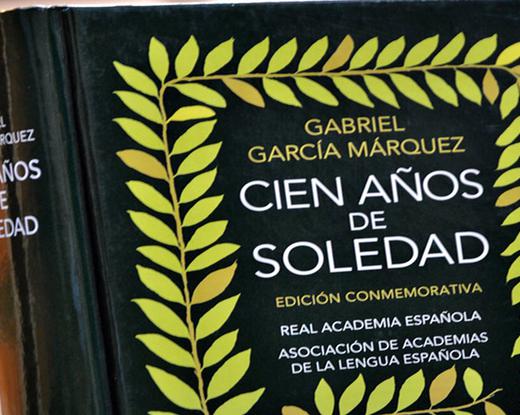 GABRIEL
GARCÍA MÁRQUEZ
CIEN AÑOS
DE
SOLEDAD
EDICIÓN CONMEMORATIVA
REAL ACADEMIA ESPAÑOLA
ASOCIACIÓN DE ACADEMIAS
DE LA LENGUA ESPAÑOLA
AÑOS